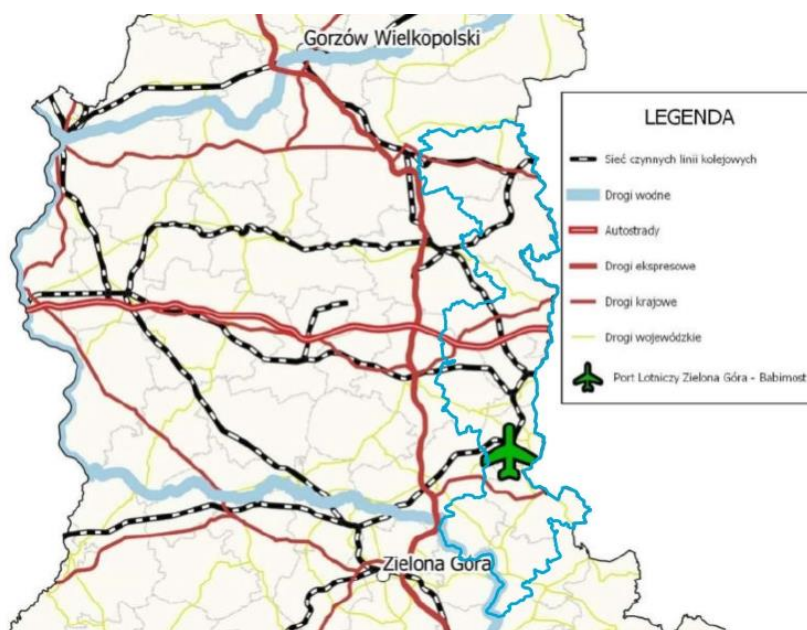 Gorzów Wielkopolski
LEGENDA
Sieć czynnych linii kolejowych
Drogi wodne
Autostrady
Drogi ekspresowe
Drogi krajowe
Drogi wojewódzkie
Port Lotniczy Zielona Góra - Babimost
Zielona Góra